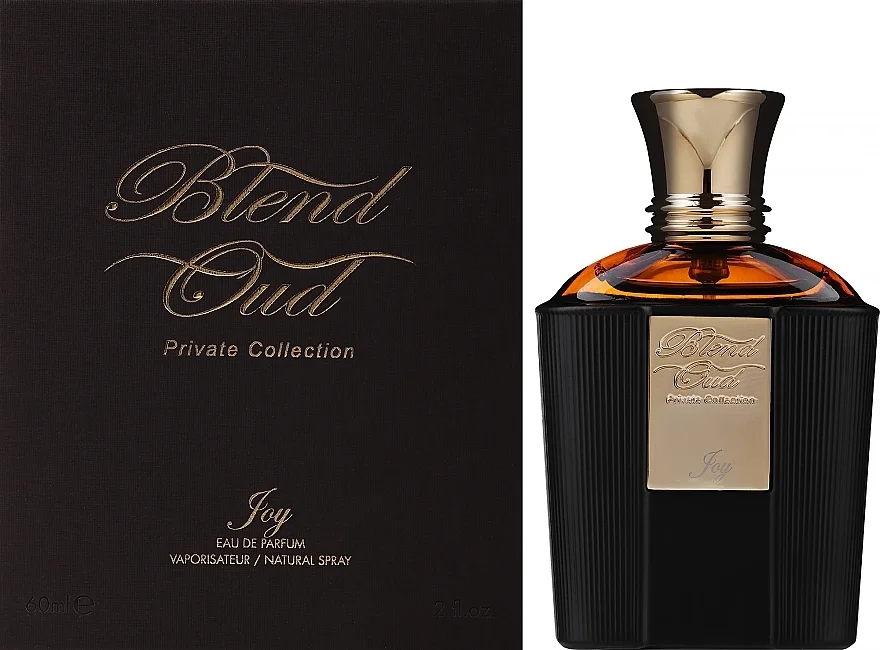 Blend
Oud
Private Collection
Joy
EAU DE PARFUM
VAPORISATEUR / NATURAL SPRAY
60ml ℮
2 fl.oz
Blend
Oud
Private Collection
Joy